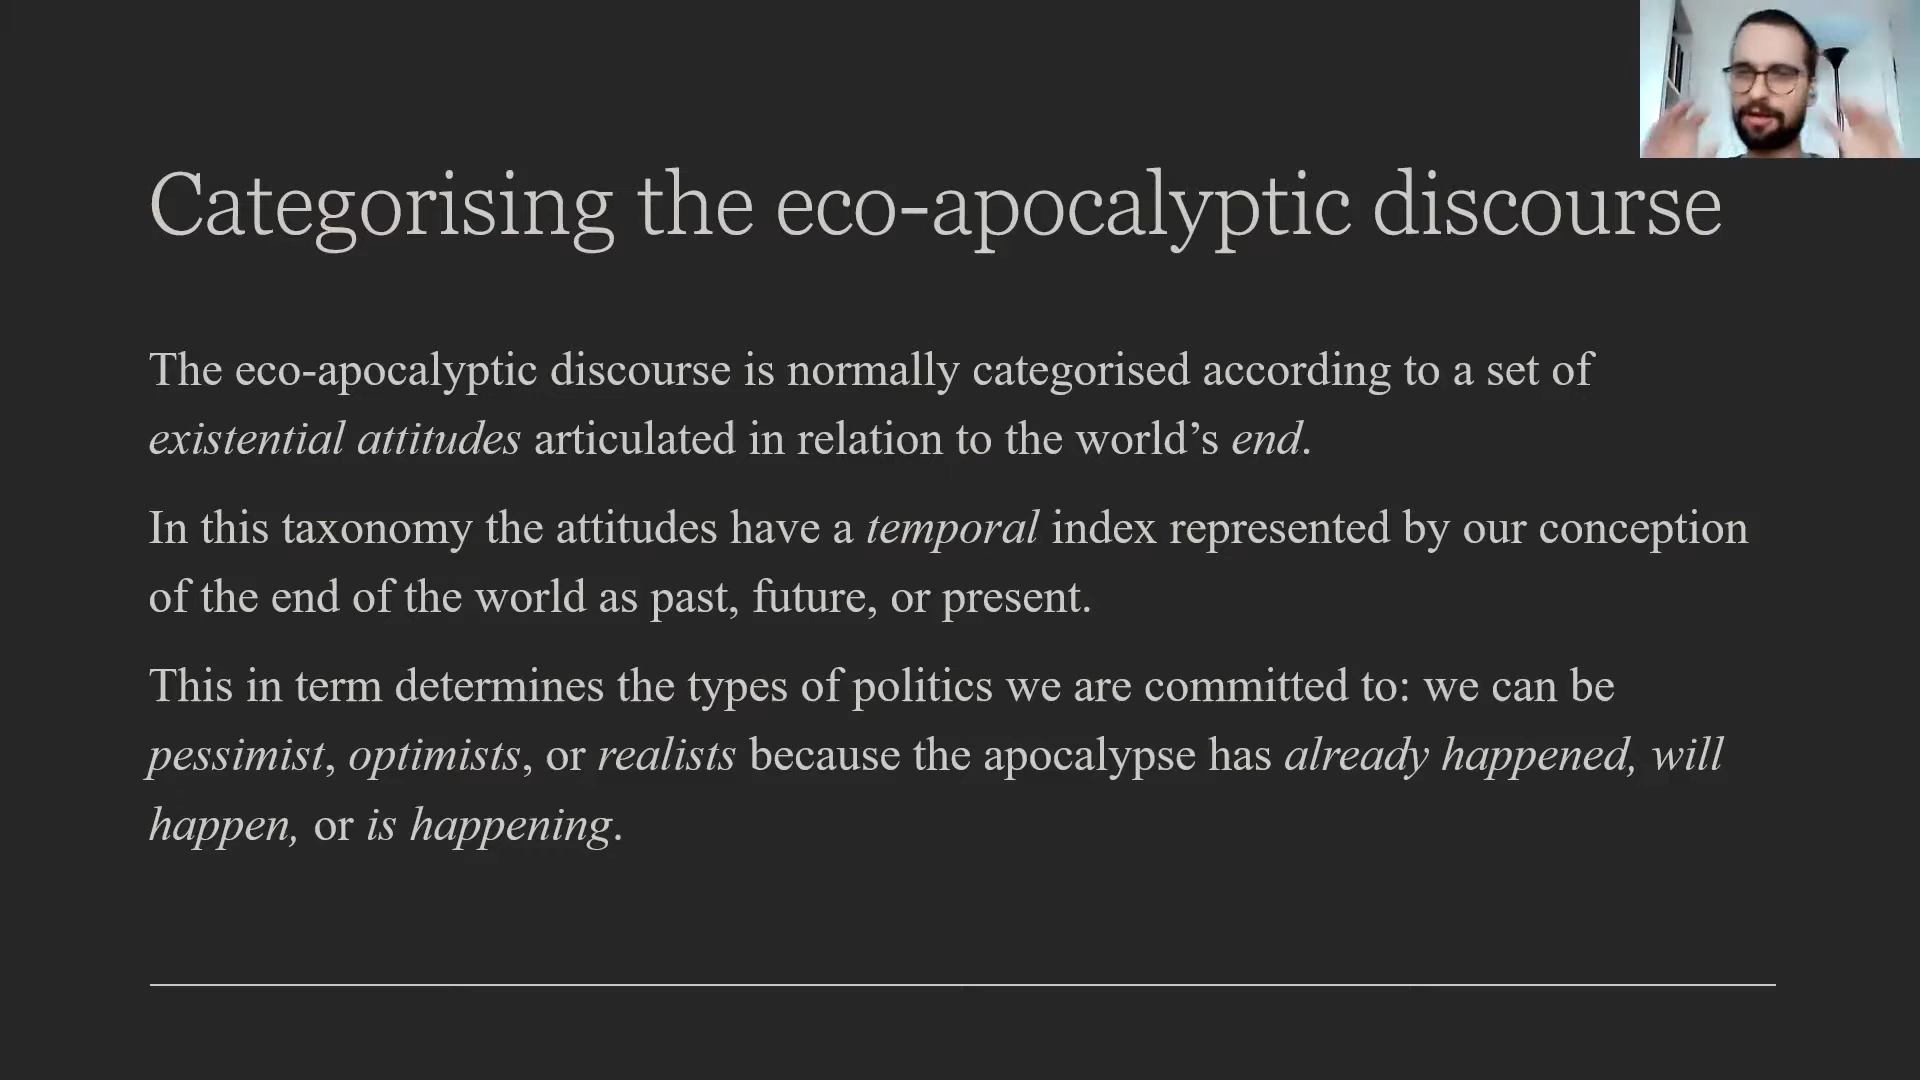 Categorising the eco-apocalyptic discourse
The eco-apocalyptic discourse is normally categorised according to a set of
existential attitudes articulated in relation to the world’s end.
In this taxonomy the attitudes have a temporal index represented by our conception
of the end of the world as past, future, or present.
This in term determines the types of politics we are committed to: we can be
pessimist, optimists, or realists because the apocalypse has already happened, will
happen, or is happening.